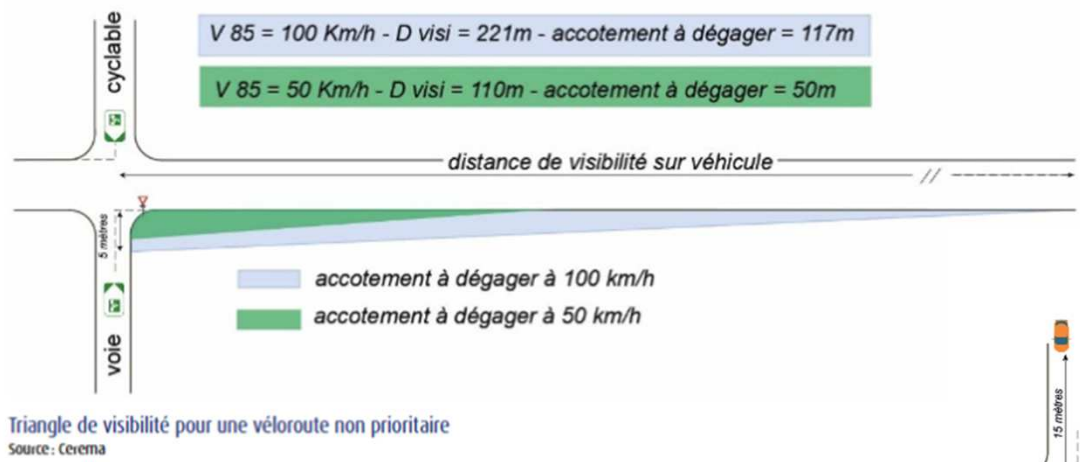 V 85 = 100 Km/h - D visi = 221m - accotement à dégager = 117m
V 85 = 50 Km/h - D visi = 110m - accotement à dégager = 50m
cyclable
distance de visibilité sur véhicule
//
5 mètres
accotement à dégager à 100 km/h
accotement à dégager à 50 km/h
voie
15 mètres
Triangle de visibilité pour une véloroute non prioritaire
Source : Cerema